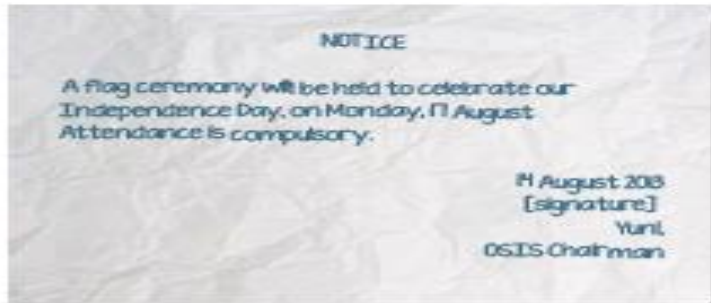 NOTICE
A flag ceremony will be held to celebrate our
Independence Day, on Monday, 17 August
Attendance is compulsory.
14 August 2013
[signature]
Yuni,
OSIS Chairman